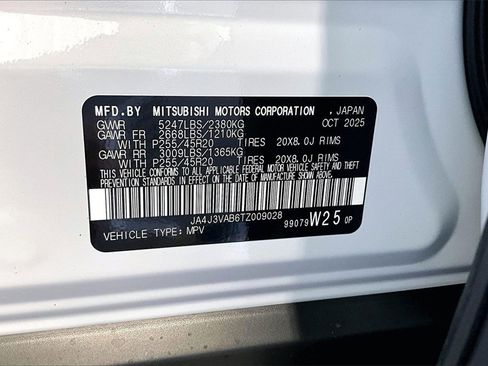 MFD.BY MITSUBISHI MOTORS CORPORATION . JAPAN
GVWR 5247LBS/2380KG OCT 2025
GAWR FR 2668LBS/1210KG
WITH P255/45R20 TIRES 20X8.0J RIMS
GAWR RR 3009LBS/1365KG
WITH P255/45R20 TIRES 20X8.0J RIMS
THIS VEHICLE CONFORMS TO ALL APPLICABLE FEDERAL MOTOR VEHICLE SAFETY AND THEFT
PREVENTION STANDARDS IN EFFECT ON THE DATE OF MANUFACTURE SHOWN ABOVE.
JA4J3VAB6TZ009028
99079 W25 0P
VEHICLE TYPE: MPV